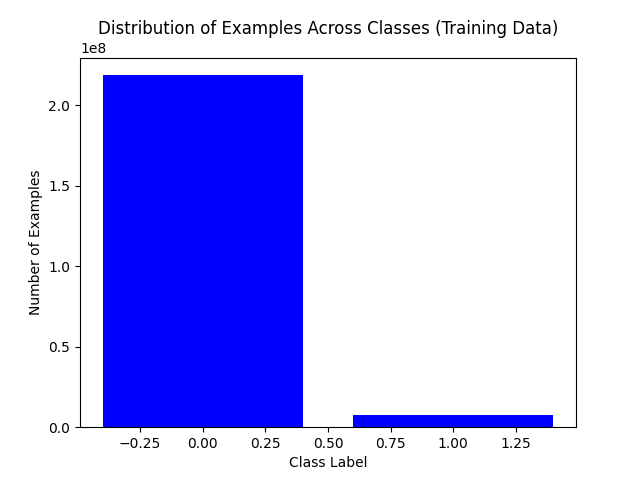 Distribution of Examples Across Classes (Training Data)
1e8
2.0
1.5
1.0
0.5
0.0
Number of Examples
−0.25 0.00 0.25 0.50 0.75 1.00 1.25
Class Label